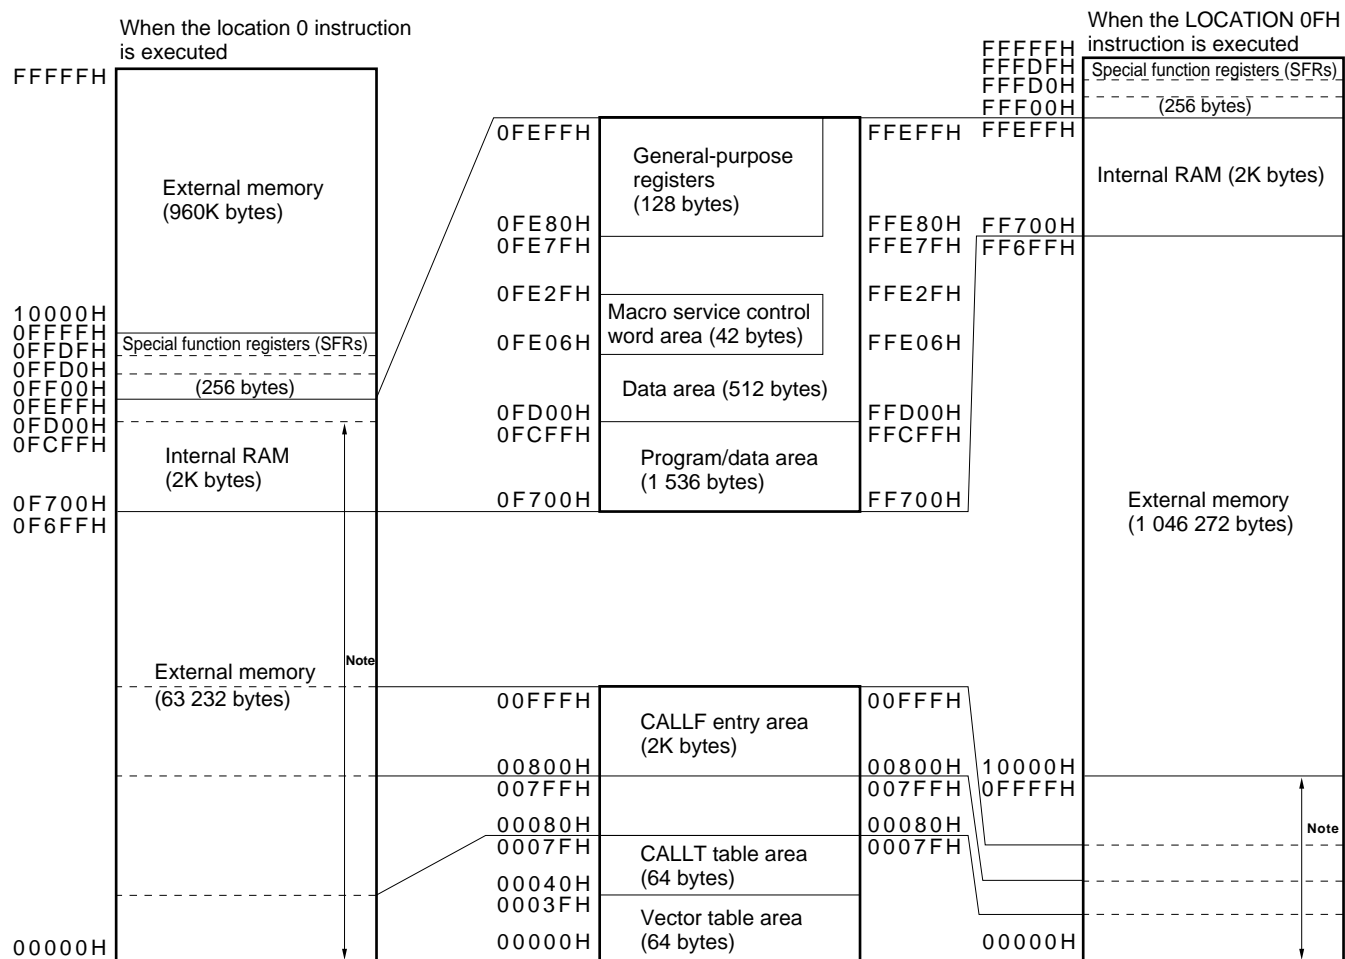 When the location 0 instruction
is executed
FFFFFH
External memory
(960K bytes)
10000H
0FFFFH
Special function registers (SFRs)
0FFDFH
0FFD0H
0FF00H
(256 bytes)
0FEFFH
0FD00H
0FCFFH
Internal RAM
(2K bytes)
0F700H
0F6FFH
Note
External memory
(63 232 bytes)
00000H
0FEFFH
General-purpose
registers
(128 bytes)
0FE80H
0FE7FH
0FE2FH
Macro service control
word area (42 bytes)
0FE06H
Data area (512 bytes)
0FD00H
0FCFFH
Program/data area
(1 536 bytes)
0F700H
FFEFFH
FFE80H
FFE7FH
FFE2FH
FFE06H
FFD00H
FFCFFH
FF700H
00FFFH
CALLF entry area
(2K bytes)
00800H
007FFH
00080H
0007FH
CALLT table area
(64 bytes)
00040H
0003FH
Vector table area
(64 bytes)
00000H
00FFFH
00800H
007FFH
00080H
0007FH
When the LOCATION 0FH
instruction is executed
FFFFFH
FFFDFH
Special function registers (SFRs)
FFFD0H
FFF00H
(256 bytes)
FFEFFH
Internal RAM (2K bytes)
FF700H
FF6FFH
External memory
(1 046 272 bytes)
10000H
0FFFFH
Note
00000H